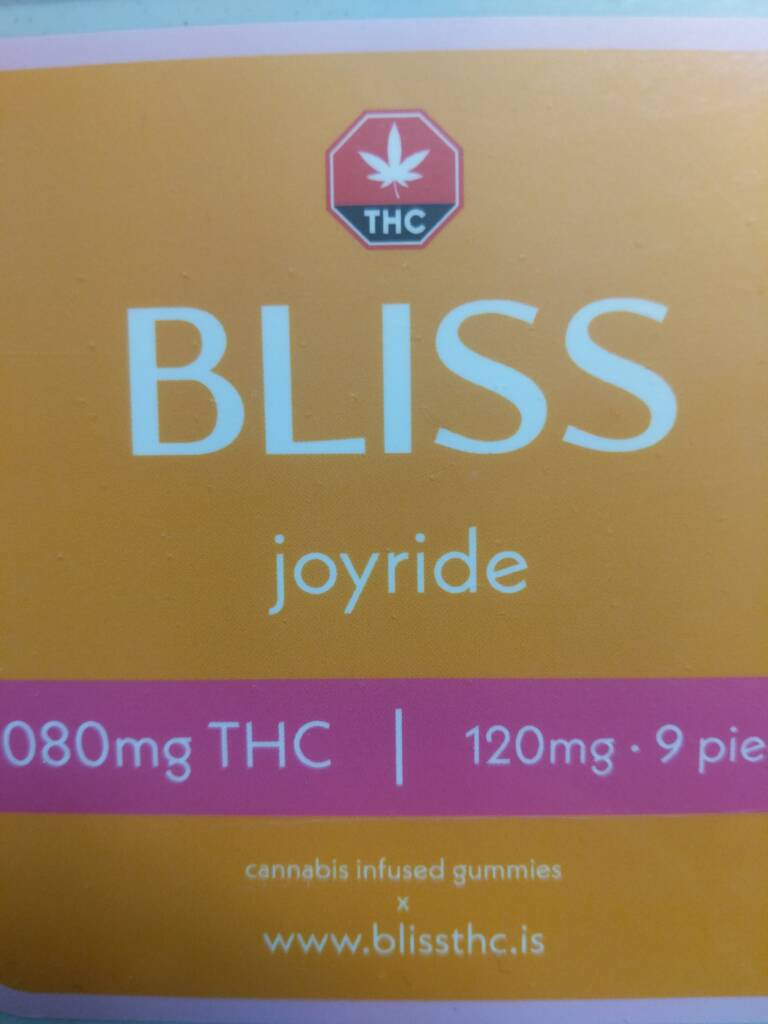 THC
BLISS
joyride
080mg THC | 120mg · 9 pie
cannabis infused gummies
x
www.blissthc.is